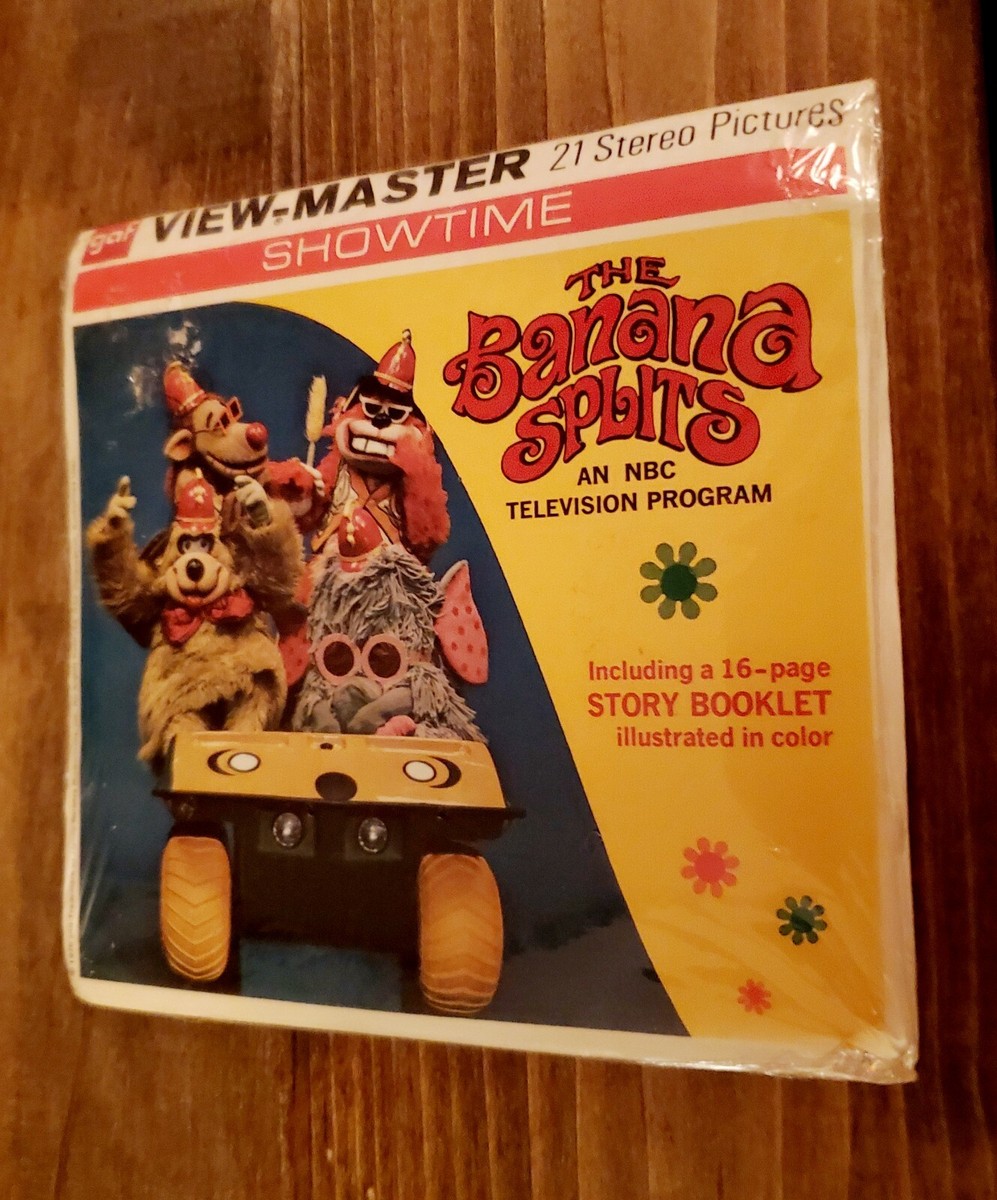 gaf VIEW-MASTER 21 Stereo Pictures
SHOWTIME
THE
Banana
SPLITS
AN NBC
TELEVISION PROGRAM
Including a 16-page
STORY BOOKLET
illustrated in color